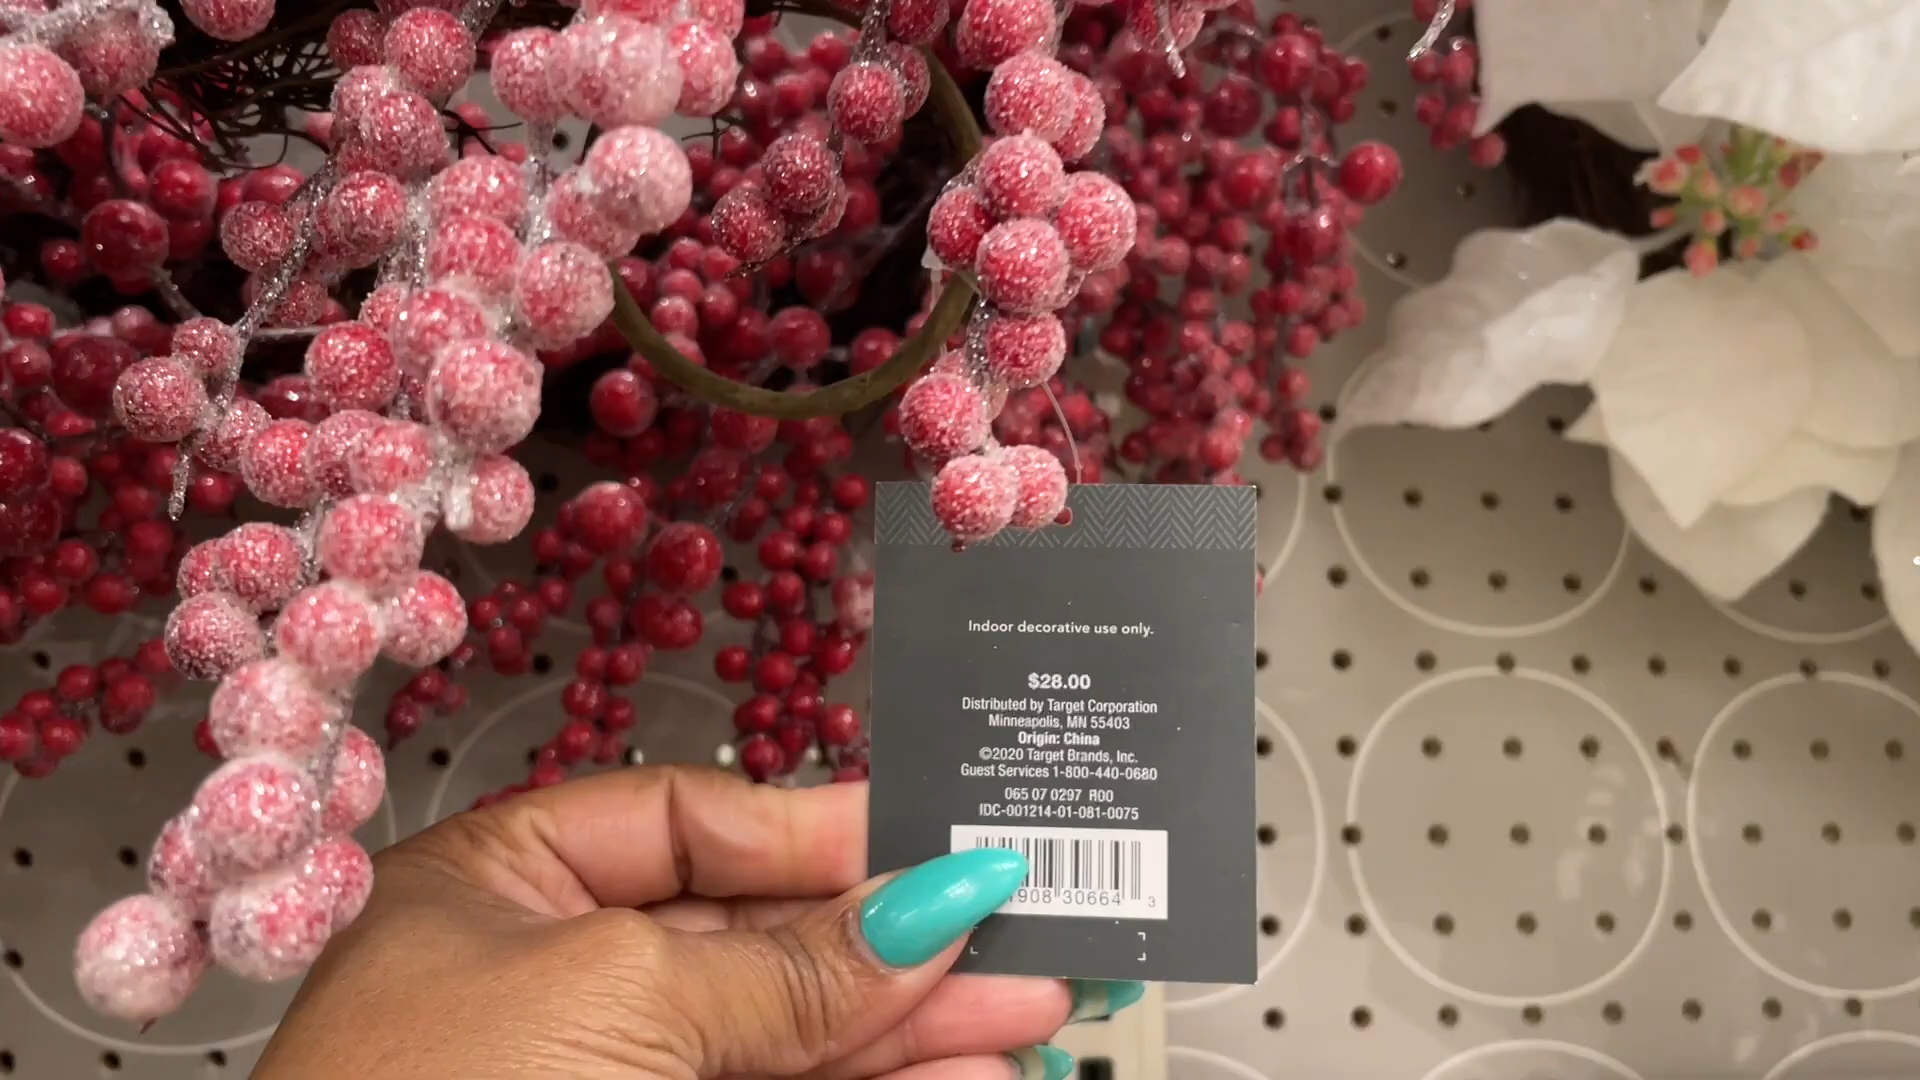 Indoor decorative use only.
$28.00
Distributed by Target Corporation
Minneapolis, MN 55403
Origin: China
©2020 Target Brands, Inc.
Guest Services 1-800-440-0680
065 07 0297 R00
IDC-001214-01-081-0075
1908 30664 3